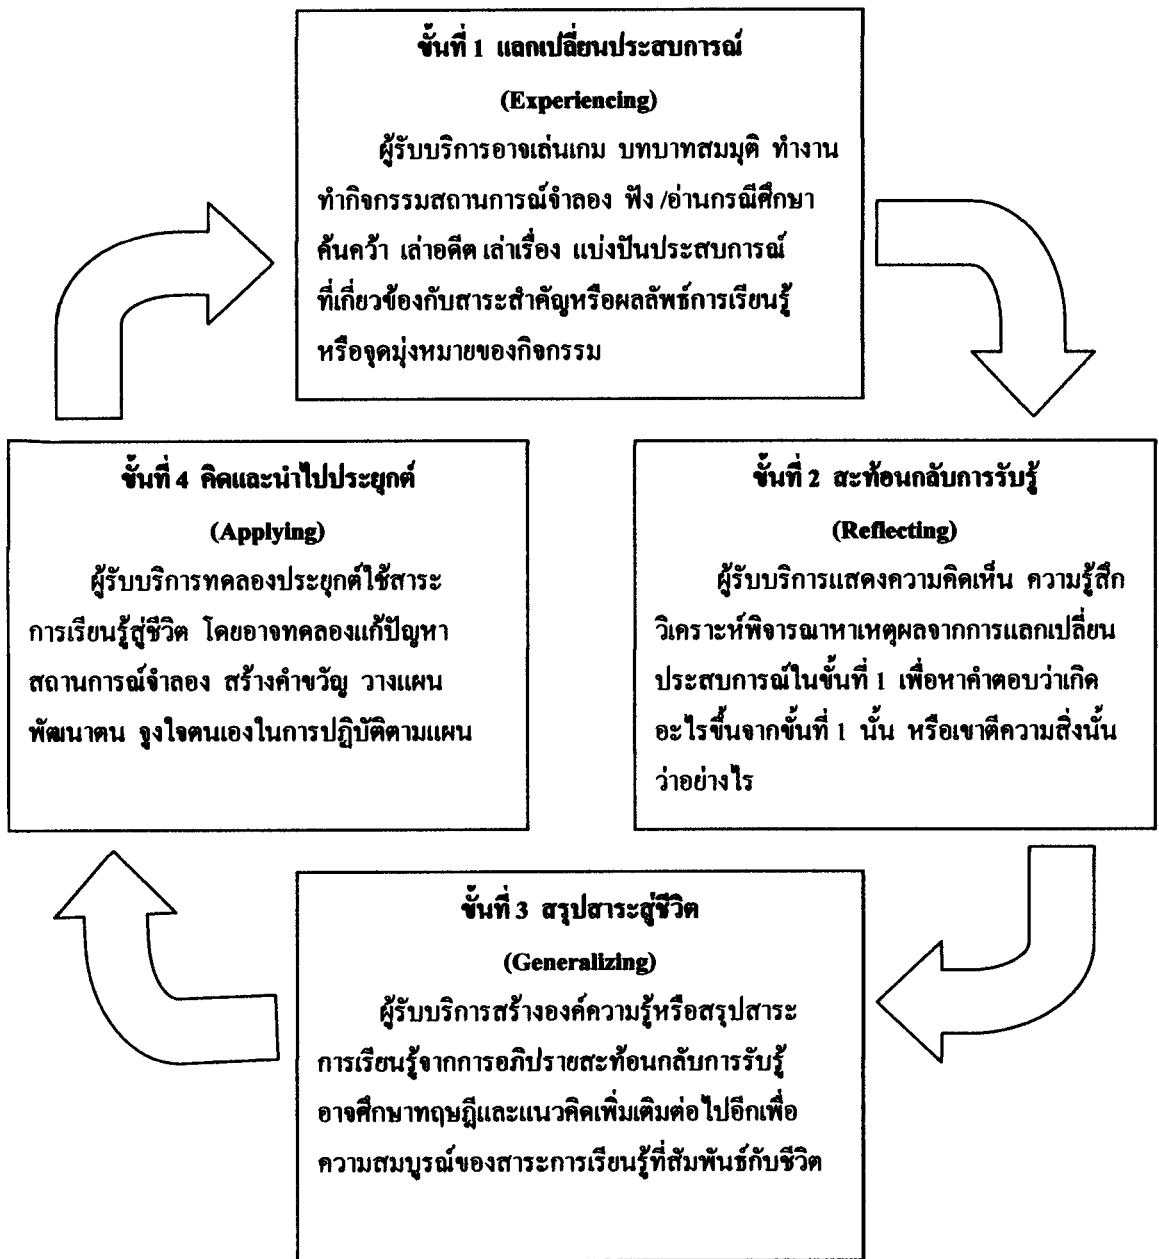 ขั้นที่ 1 แลกเปลี่ยนประสบการณ์
(Experiencing)
ผู้รับบริการอาจเล่นเกม บทบาทสมมุติ ทำงาน
ทำกิจกรรมสถานการณ์จำลอง ฟัง /อ่านกรณีศึกษา
ค้นคว้า เล่าอดีต เล่าเรื่อง แบ่งปันประสบการณ์
ที่เกี่ยวข้องกับสาระสำคัญหรือผลลัพธ์การเรียนรู้
หรือจุดมุ่งหมายของกิจกรรม
ขั้นที่ 2 สะท้อนกลับการรับรู้
(Reflecting)
ผู้รับบริการแสดงความคิดเห็น ความรู้สึก
วิเคราะห์พิจารณาหาเหตุผลจากการแลกเปลี่ยน
ประสบการณ์ในขั้นที่ 1 เพื่อหาคำตอบว่าเกิด
อะไรขึ้นจากขั้นที่ 1 นั้น หรือเขาตีความสิ่งนั้น
ว่าอย่างไร
ขั้นที่ 3 สรุปสาระสู่ชีวิต
(Generalizing)
ผู้รับบริการสร้างองค์ความรู้หรือสรุปสาระ
การเรียนรู้จากการอภิปรายสะท้อนกลับการรับรู้
อาจศึกษาทฤษฎีและแนวคิดเพิ่มเติมต่อไปอีกเพื่อ
ความสมบูรณ์ของสาระการเรียนรู้ที่สัมพันธ์กับชีวิต
ขั้นที่ 4 คิดและนำไปประยุกต์
(Applying)
ผู้รับบริการทดลองประยุกต์ใช้สาระ
การเรียนรู้สู่ชีวิต โดยอาจทดลองแก้ปัญหา
สถานการณ์จำลอง สร้างคำขวัญ วางแผน
พัฒนาตน จูงใจตนเองในการปฏิบัติตามแผน